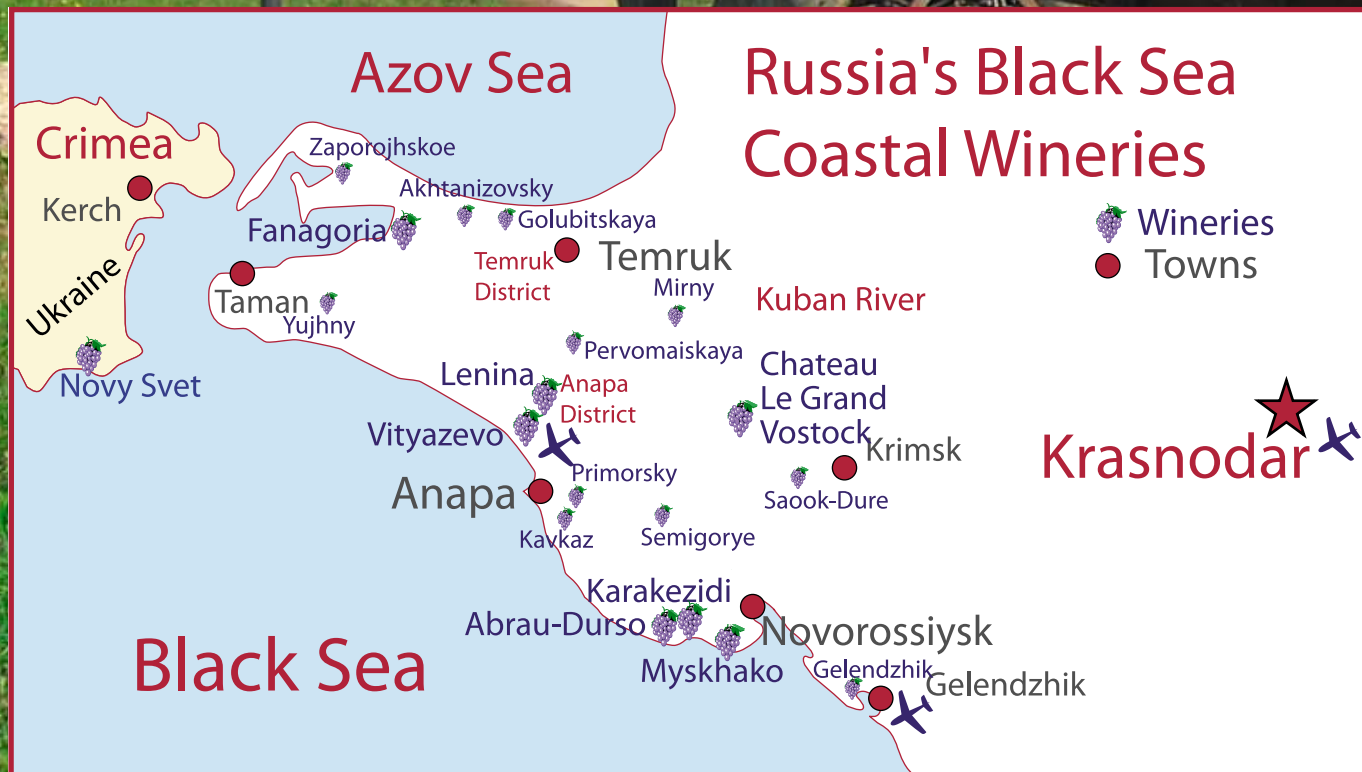 Azov Sea
Russia's Black Sea
Coastal Wineries
Crimea
Zaporojhskoe
Akhtanizovsky
Kerch
Fanagoria
Golubitskaya
Wineries
Temruk
District
Temruk
Towns
Ukraine
Taman
Yujhny
Mirny
Kuban River
Pervomaiskaya
Novy Svet
Lenina
Anapa
District
Chateau
Le Grand
Vostock
Vityazevo
Krimsk
Krasnodar
Primorsky
Anapa
Saook-Dure
Kavkaz
Semigorye
Karakezidi
Abrau-Durso
Novorossiysk
Black Sea
Myskhako
Gelendzhik
Gelendzhik